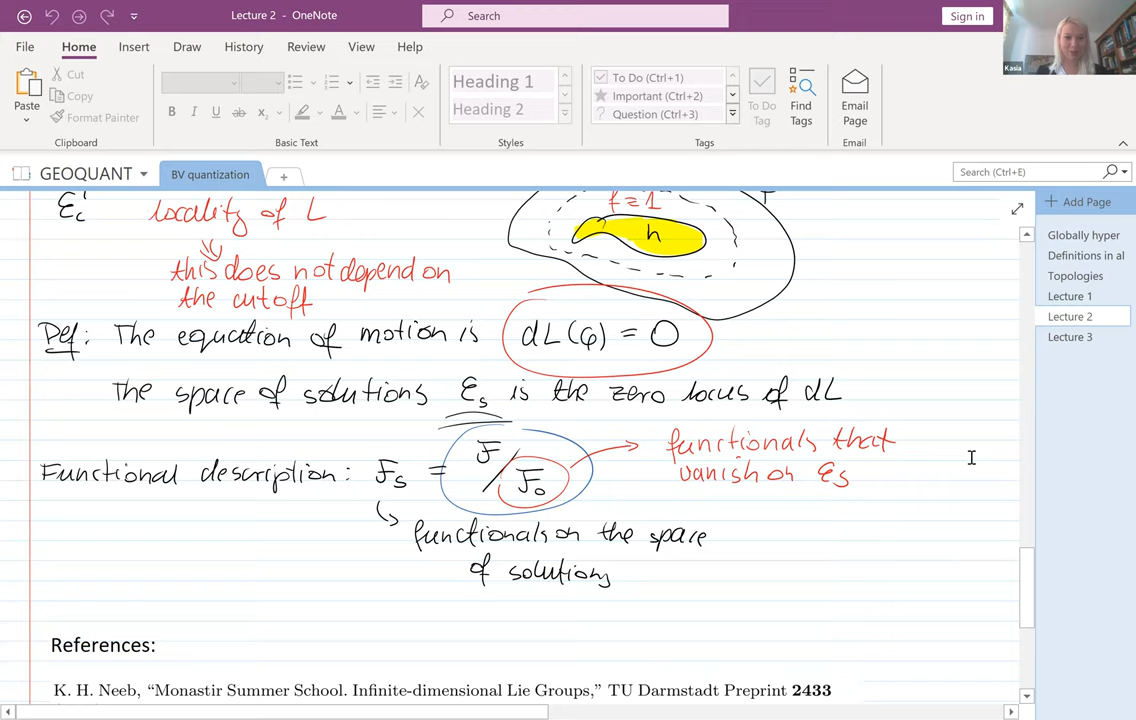 Lecture 2 - OneNote
Search
Sign in
Kasia
File Home Insert Draw History Review View Help
Paste
Cut
Copy
Format Painter
Clipboard
B I U ab x
A
Basic Text
Heading 1
Heading 2
Styles
To Do (Ctrl+1)
Important (Ctrl+2)
Question (Ctrl+3)
To Do Tag
Find Tags
Tags
Email Page
Email
GEOQUANT
BV quantization
Search (Ctrl+E)
Add Page
Globally hyper
Definitions in al
Topologies
Lecture 1
Lecture 2
Lecture 3
locality of L
f ≡ 1
h
this does not depend on
the cutoff
Def: The equation of motion is dL(φ) = 0
The space of solutions Es is the zero locus of dL
Functional description: Fs = F / F0
functionals that
vanish on Es
functionals on the space
of solutions
References:
K. H. Neeb, “Monastir Summer School. Infinite-dimensional Lie Groups,” TU Darmstadt Preprint 2433